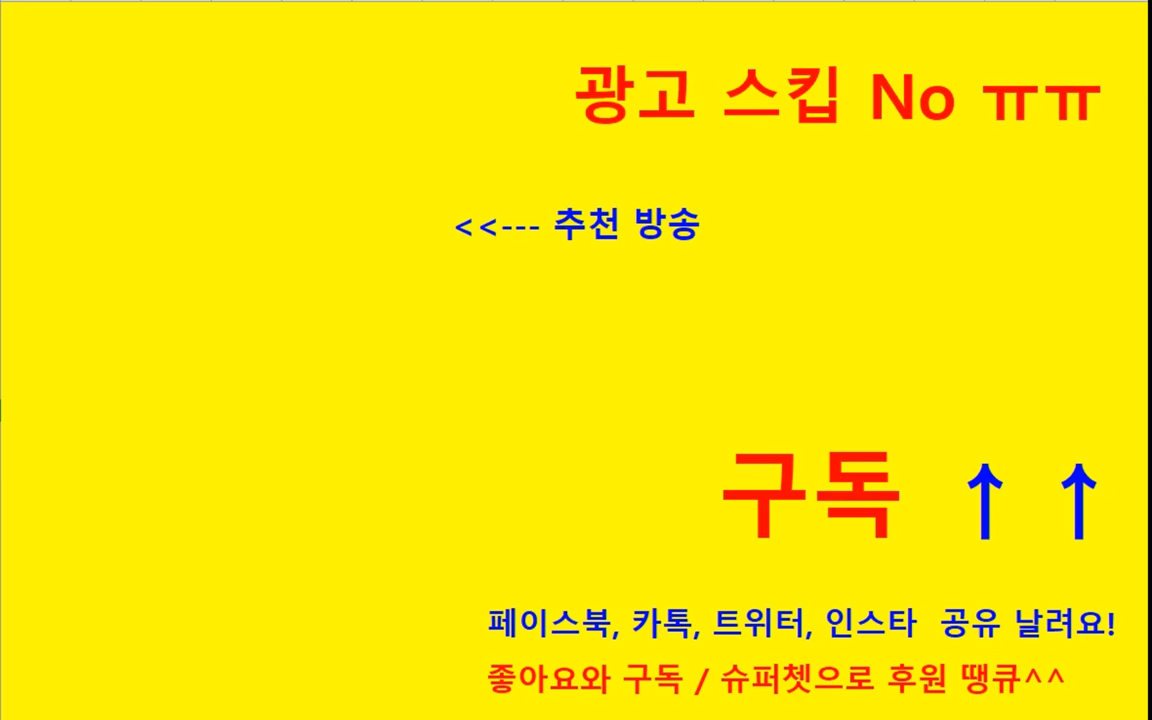 광고 스킵 No ㅠㅠ
<<--- 추천 방송
구독 ↑ ↑
페이스북, 카톡, 트위터, 인스타 공유 날려요!
좋아요와 구독 / 슈퍼쳇으로 후원 땡큐^^